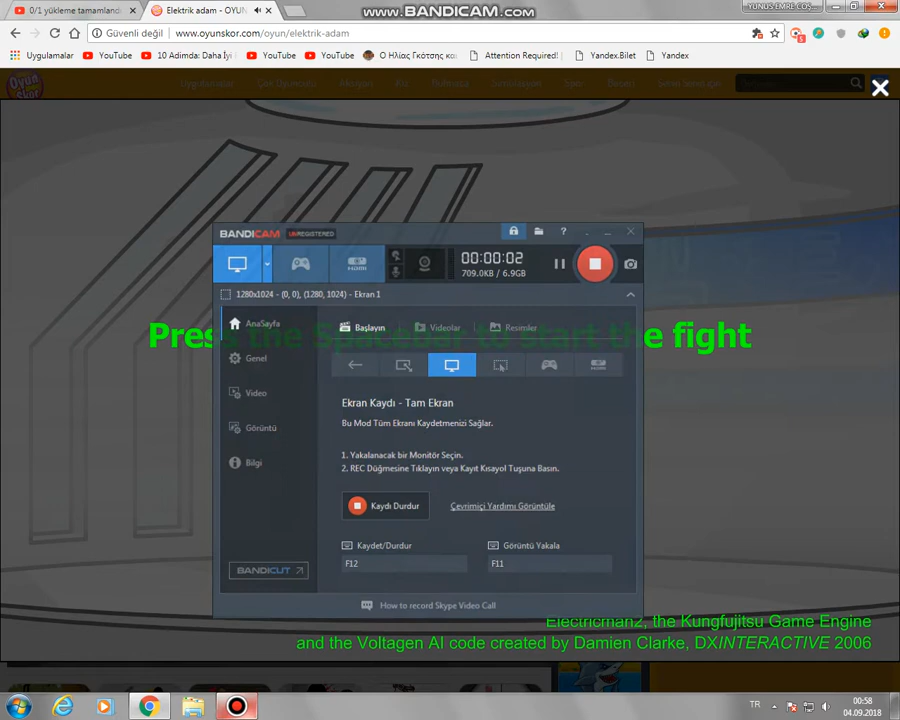 www.BANDICAM.com
YUNUS EMRE COŞ...
0/1 yükleme tamamland
Elektrik adam - OYUN
Güvenli değil
www.oyunskor.com/oyun/elektrik-adam
Uygulamalar
YouTube
10 Adimda: Daha İyi
YouTube
YouTube
Ο Ηλίας Γκότσης και
Attention Required! |
Yandex.Bilet
Yandex
BANDICAM UNREGISTERED
00:00:02
709.0KB / 6.9GB
HDMI
1280x1024 - (0, 0), (1280, 1024) - Ekran 1
AnaSayfa
Başlayın
Videolar
Resimler
Press the Spacebar to start the fight
Genel
Video
Görüntü
Bilgi
Ekran Kaydı - Tam Ekran
Bu Mod Tüm Ekranı Kaydetmenizi Sağlar.
1. Yakalanacak bir Monitör Seçin.
2. REC Düğmesine Tıklayın veya Kayıt Kısayol Tuşuna Basın.
Kaydı Durdur
Çevrimiçi Yardımı Görüntüle
Kaydet/Durdur
Görüntü Yakala
F12
F11
BANDICUT
How to record Skype Video Call
Electricman2, the Kungfujitsu Game Engine
and the Voltagen AI code created by Damien Clarke, DXINTERACTIVE 2006
TR
00:58
04.09.2018